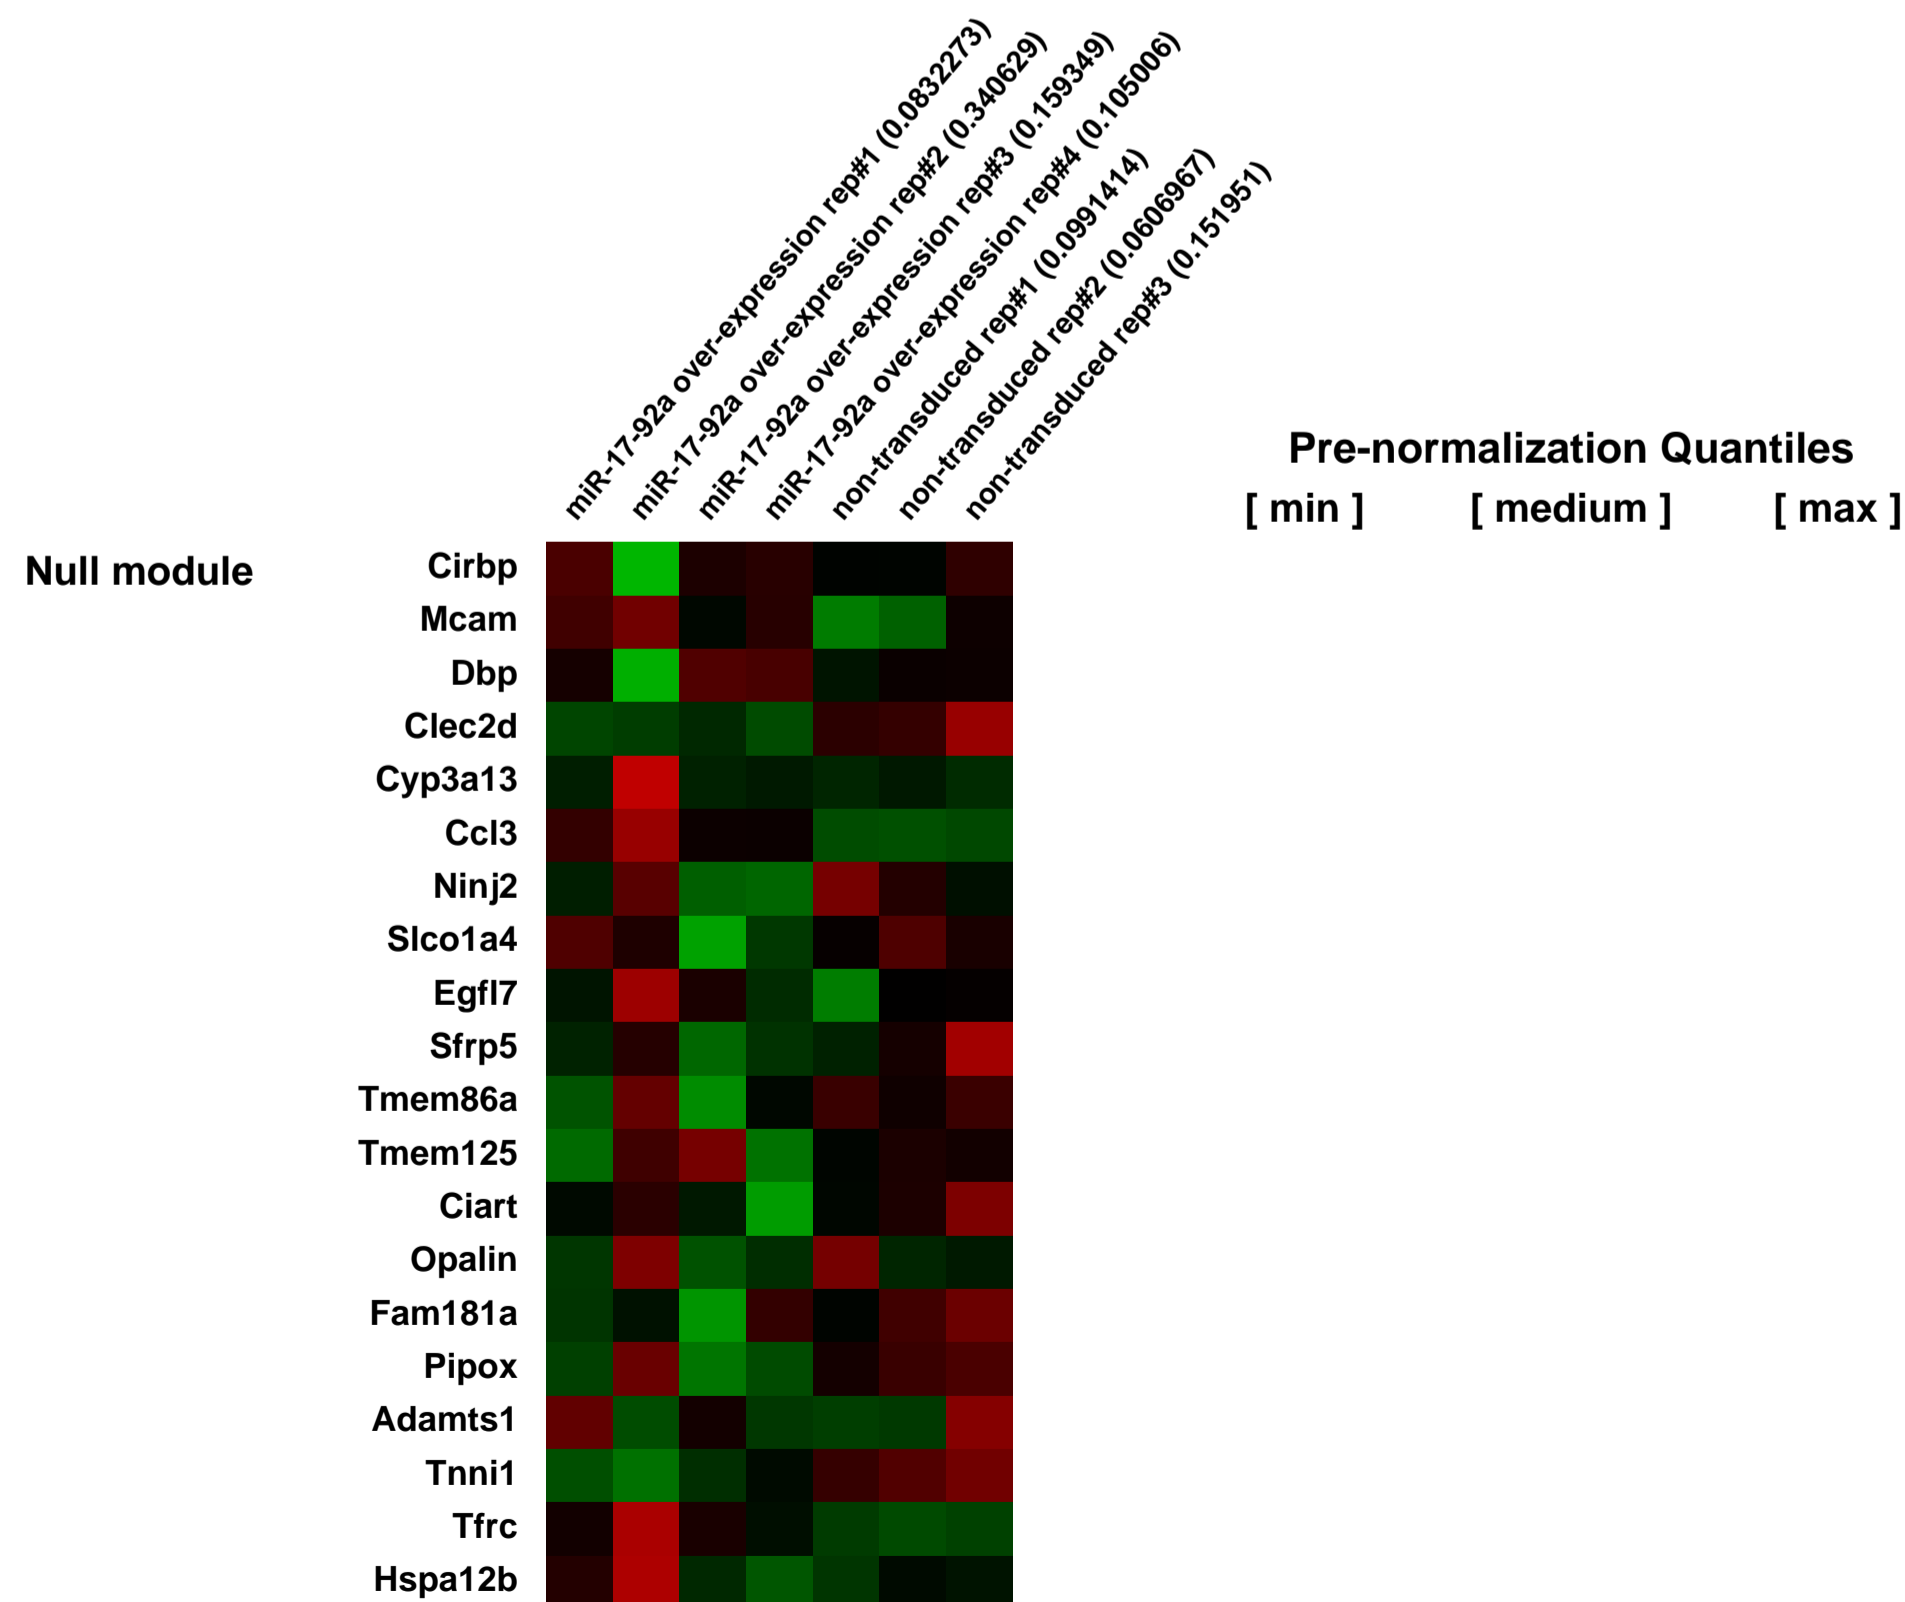 miR-17-92a over-expression rep#1 (0.0832273)
miR-17-92a over-expression rep#2 (0.340629)
miR-17-92a over-expression rep#3 (0.159349)
miR-17-92a over-expression rep#4 (0.105006)
non-transduced rep#1 (0.0991414)
non-transduced rep#2 (0.0606967)
non-transduced rep#3 (0.151951)
Pre-normalization Quantiles
[ min ] [ medium ] [ max ]
Null module
Cirbp
Mcam
Dbp
Clec2d
Cyp3a13
Ccl3
Ninj2
Slco1a4
Egfl7
Sfrp5
Tmem86a
Tmem125
Ciart
Opalin
Fam181a
Pipox
Adamts1
Tnni1
Tfrc
Hspa12b